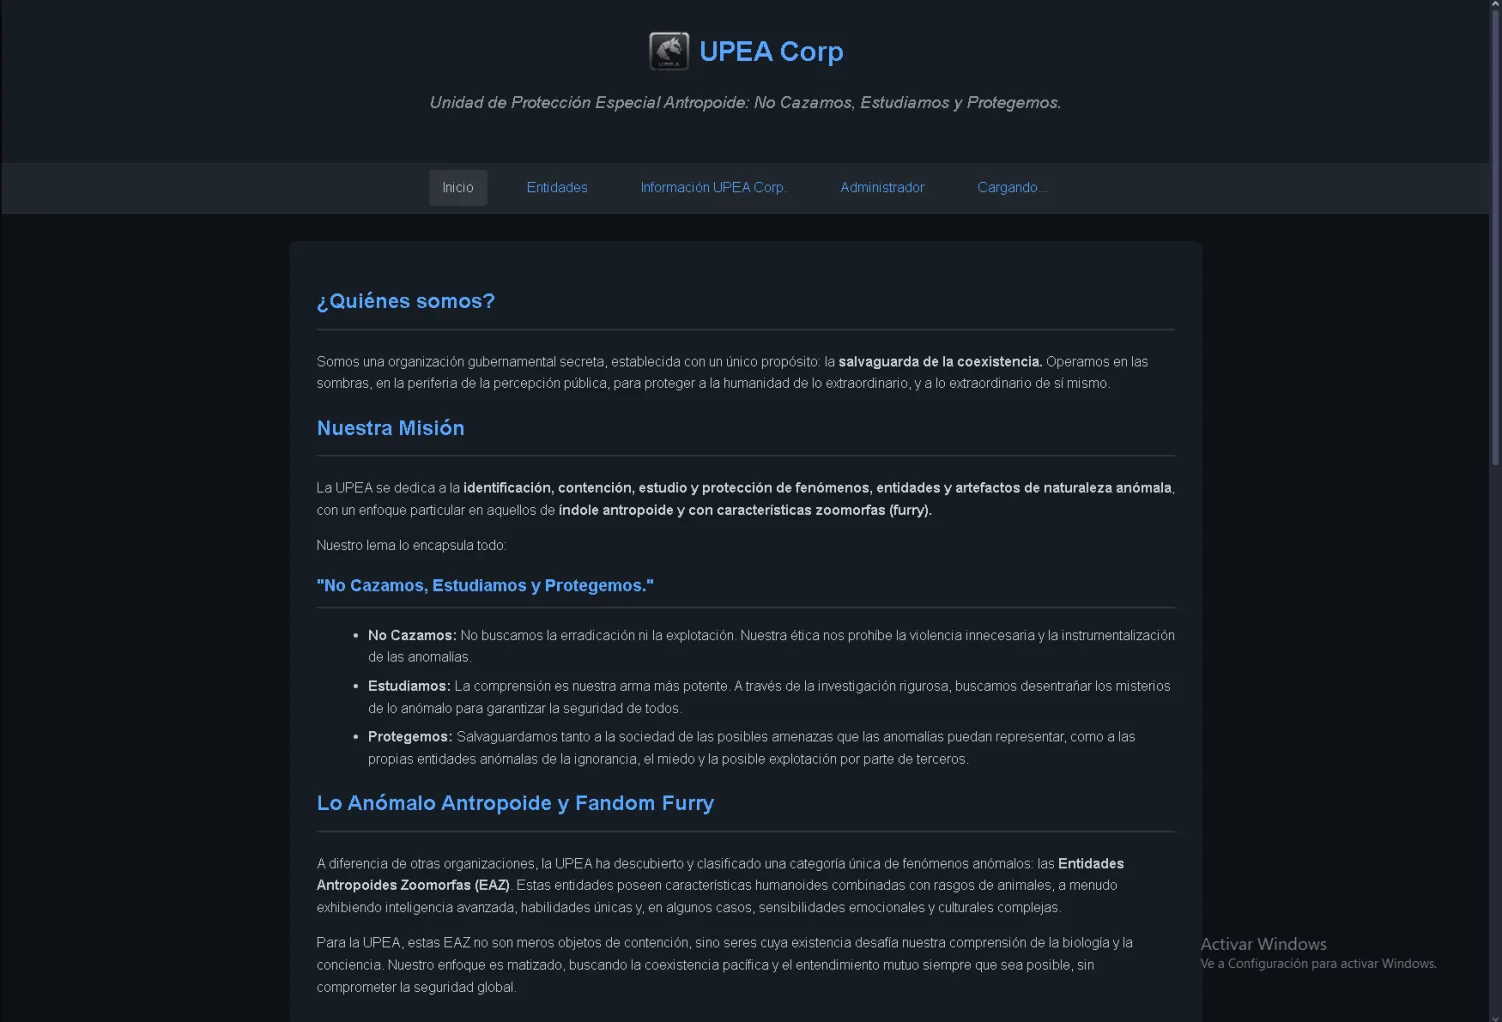 UPEA Corp
Unidad de Protección Especial Antropoide: No Cazamos, Estudiamos y Protegemos.
Inicio
Entidades
Información UPEA Corp.
Administrador
Cargando...
¿Quiénes somos?
Somos una organización gubernamental secreta, establecida con un único propósito: la salvaguarda de la coexistencia. Operamos en las
sombras, en la periferia de la percepción pública, para proteger a la humanidad de lo extraordinario, y a lo extraordinario de sí mismo.
Nuestra Misión
La UPEA se dedica a la identificación, contención, estudio y protección de fenómenos, entidades y artefactos de naturaleza anómala,
con un enfoque particular en aquellos de índole antropoide y con características zoomorfas (furry).
Nuestro lema lo encapsula todo:
"No Cazamos, Estudiamos y Protegemos."
• No Cazamos: No buscamos la erradicación ni la explotación. Nuestra ética nos prohíbe la violencia innecesaria y la instrumentalización
de las anomalías.
• Estudiamos: La comprensión es nuestra arma más potente. A través de la investigación rigurosa, buscamos desentrañar los misterios
de lo anómalo para garantizar la seguridad de todos.
• Protegemos: Salvaguardamos tanto a la sociedad de las posibles amenazas que las anomalías puedan representar, como a las
propias entidades anómalas de la ignorancia, el miedo y la posible explotación por parte de terceros.
Lo Anómalo Antropoide y Fandom Furry
A diferencia de otras organizaciones, la UPEA ha descubierto y clasificado una categoría única de fenómenos anómalos: las Entidades
Antropoides Zoomorfas (EAZ). Estas entidades poseen características humanoides combinadas con rasgos de animales, a menudo
exhibiendo inteligencia avanzada, habilidades únicas y, en algunos casos, sensibilidades emocionales y culturales complejas.
Para la UPEA, estas EAZ no son meros objetos de contención, sino seres cuya existencia desafía nuestra comprensión de la biología y la
conciencia. Nuestro enfoque es matizado, buscando la coexistencia pacífica y el entendimiento mutuo siempre que sea posible, sin
comprometer la seguridad global.
Activar Windows
Ve a Configuración para activar Windows.